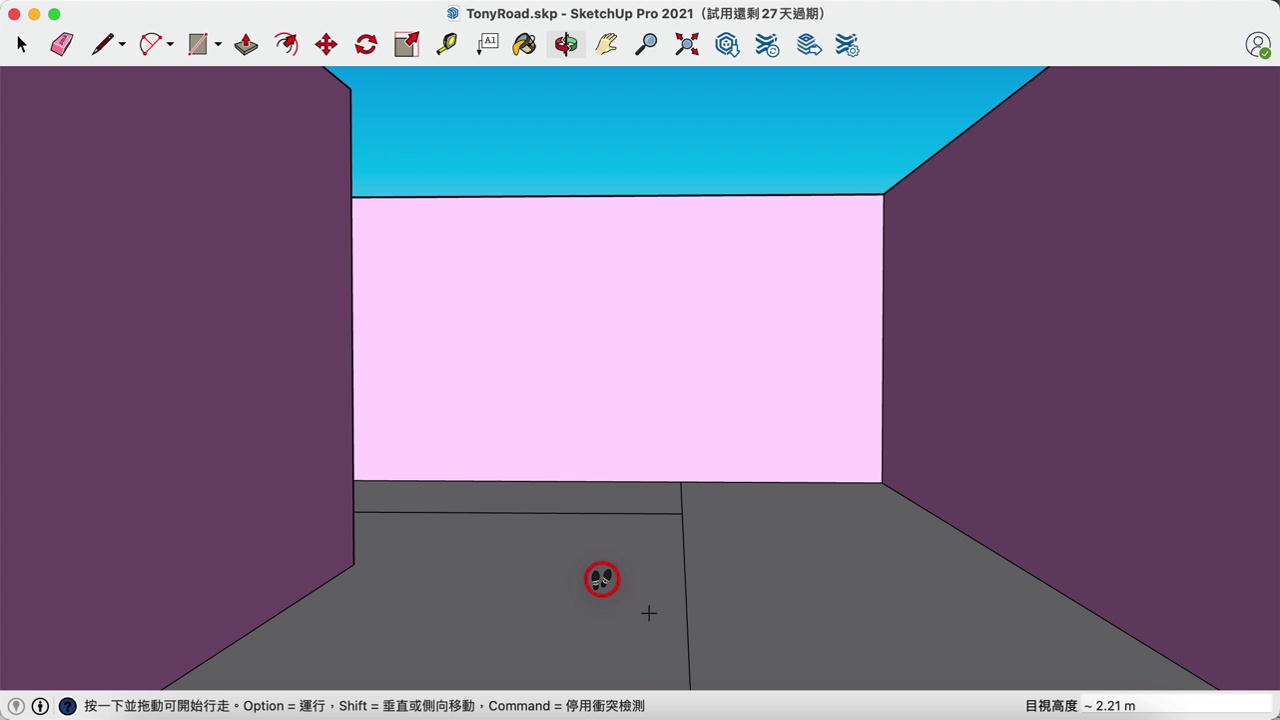 TonyRoad.skp - SketchUp Pro 2021（試用還剩 27 天過期）
A1
按一下並拖動可開始行走。Option = 運行，Shift = 垂直或側向移動，Command = 停用衝突檢測
目視高度 ~ 2.21 m